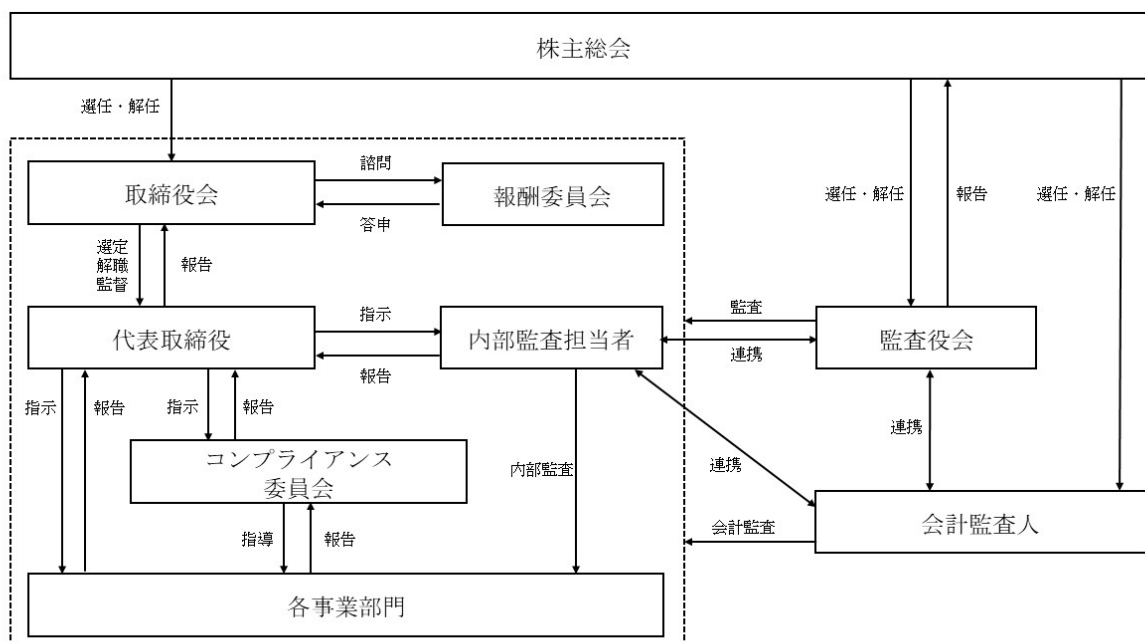 株主総会
選任・解任
選任・解任
報告
選任・解任
取締役会
諮問
答申
報酬委員会
選定
解職
監督
報告
代表取締役
指示
報告
内部監査担当者
監査
連携
監査役会
指示
報告
指示
報告
コンプライアンス
委員会
内部監査
連携
連携
指導
報告
会計監査
会計監査人
各事業部門